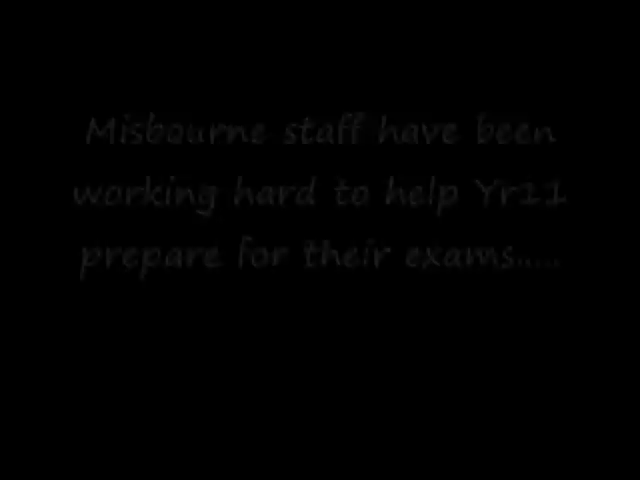 Misbourne staff have been
working hard to help Yr11
prepare for their exams.....